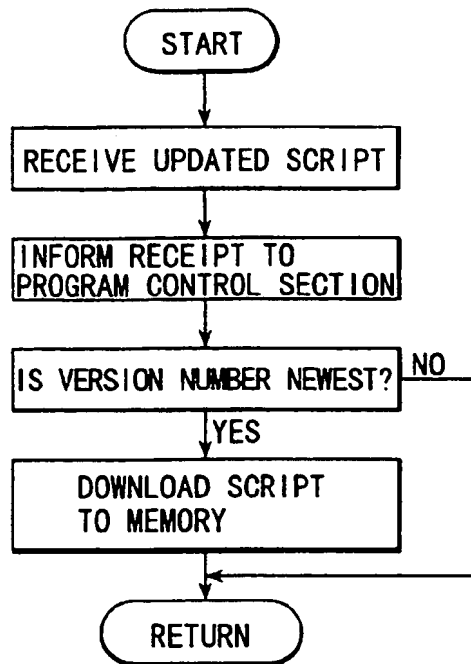 START
RECEIVE UPDATED SCRIPT
INFORM RECEIPT TO
PROGRAM CONTROL SECTION
IS VERSION NUMBER NEWEST?
NO
YES
DOWNLOAD SCRIPT
TO MEMORY
RETURN